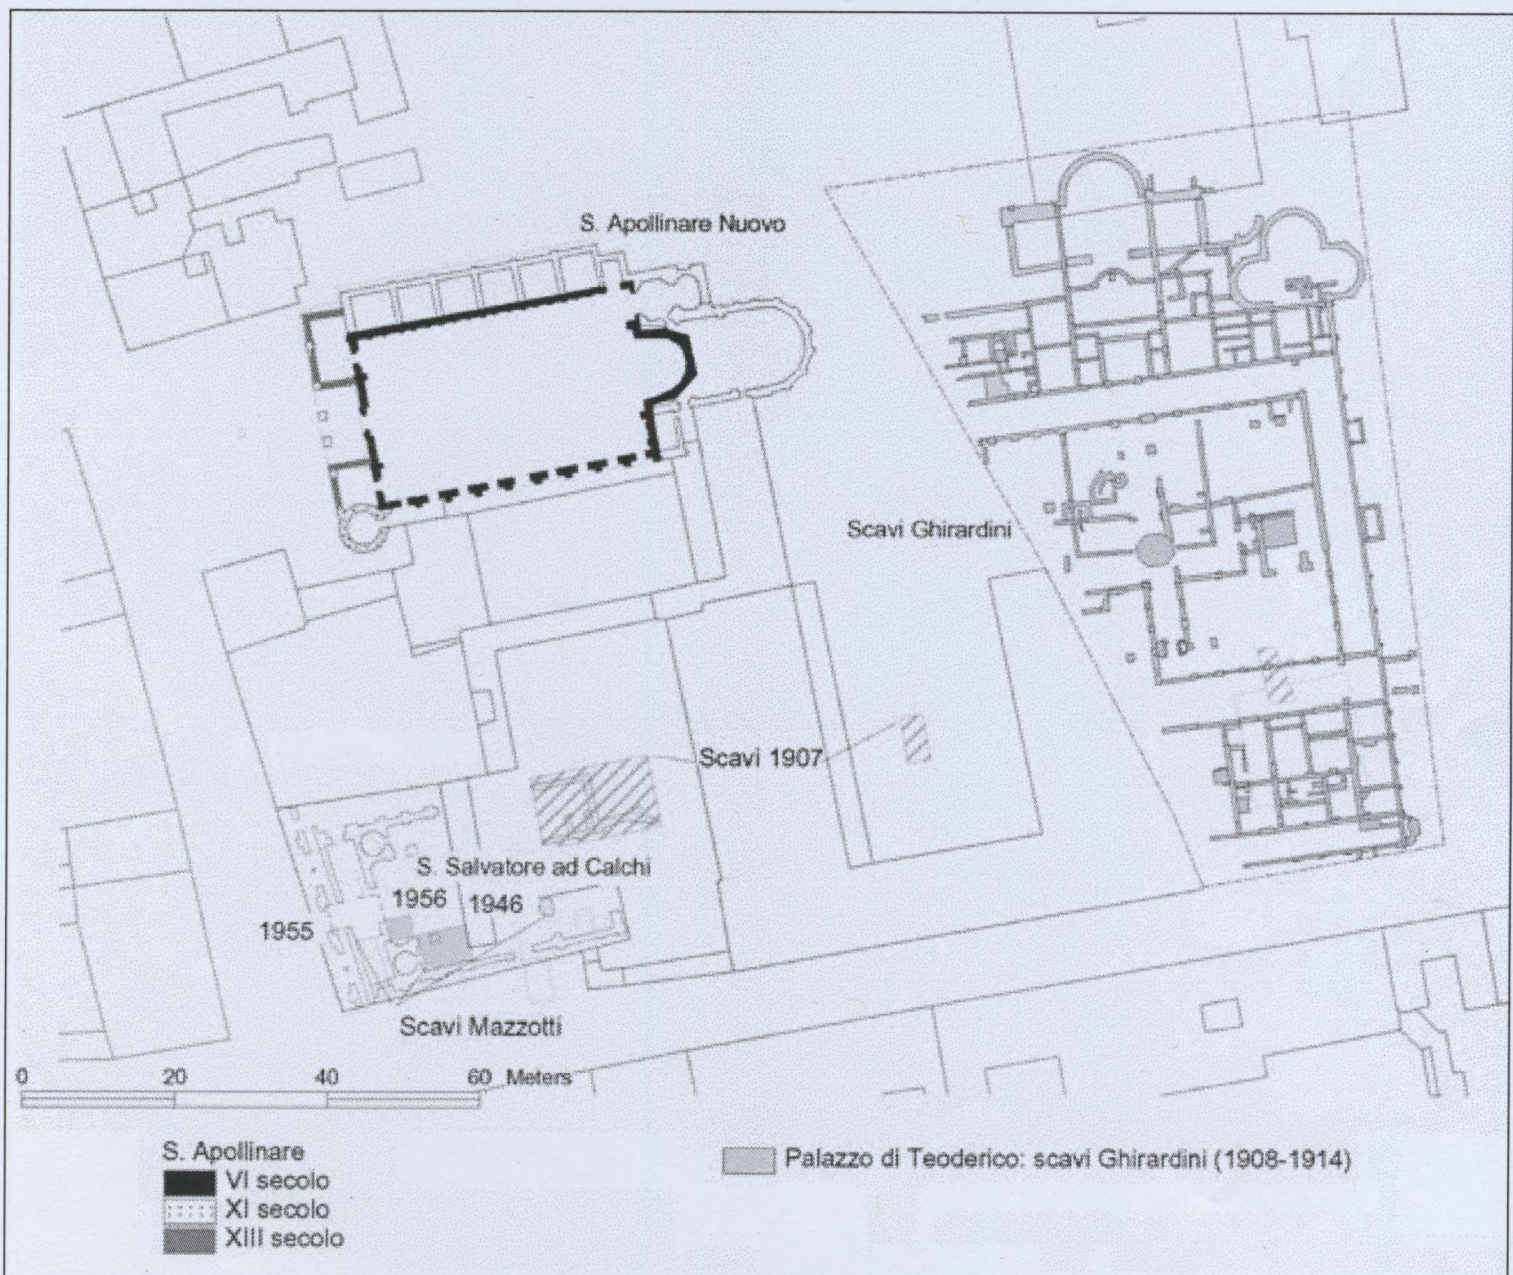 S. Apollinare Nuovo
Scavi Ghirardini
Scavi 1907
S. Salvatore ad Calchi
1956
1946
1955
Scavi Mazzotti
0 20 40 60 Meters
S. Apollinare
VI secolo
XI secolo
XIII secolo
Palazzo di Teoderico: scavi Ghirardini (1908-1914)